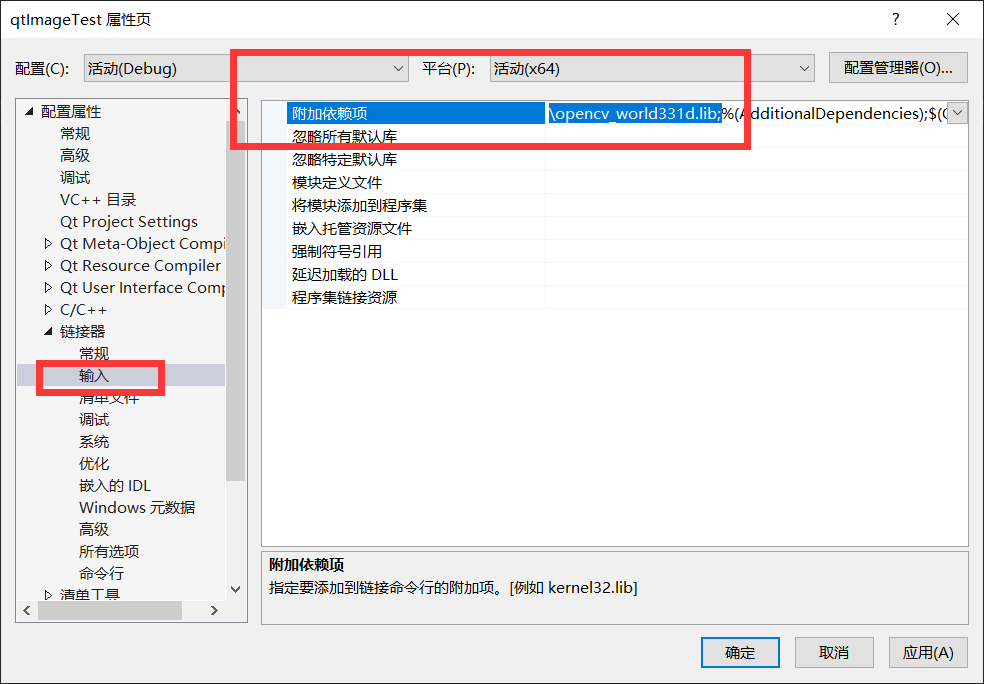 qtImageTest 属性页
配置(C): 活动(Debug) 平台(P): 活动(x64) 配置管理器(O)...
配置属性
常规
高级
调试
VC++ 目录
Qt Project Settings
Qt Meta-Object Compi
Qt Resource Compiler
Qt User Interface Comp
C/C++
链接器
常规
输入
清单文件
调试
系统
优化
嵌入的 IDL
Windows 元数据
高级
所有选项
命令行
清单工具
附加依赖项 \opencv_world331d.lib;%(AdditionalDependencies);$(
忽略所有默认库
忽略特定默认库
模块定义文件
将模块添加到程序集
嵌入托管资源文件
强制符号引用
延迟加载的 DLL
程序集链接资源
附加依赖项
指定要添加到链接命令行的附加项。[例如 kernel32.lib]
确定 取消 应用(A)